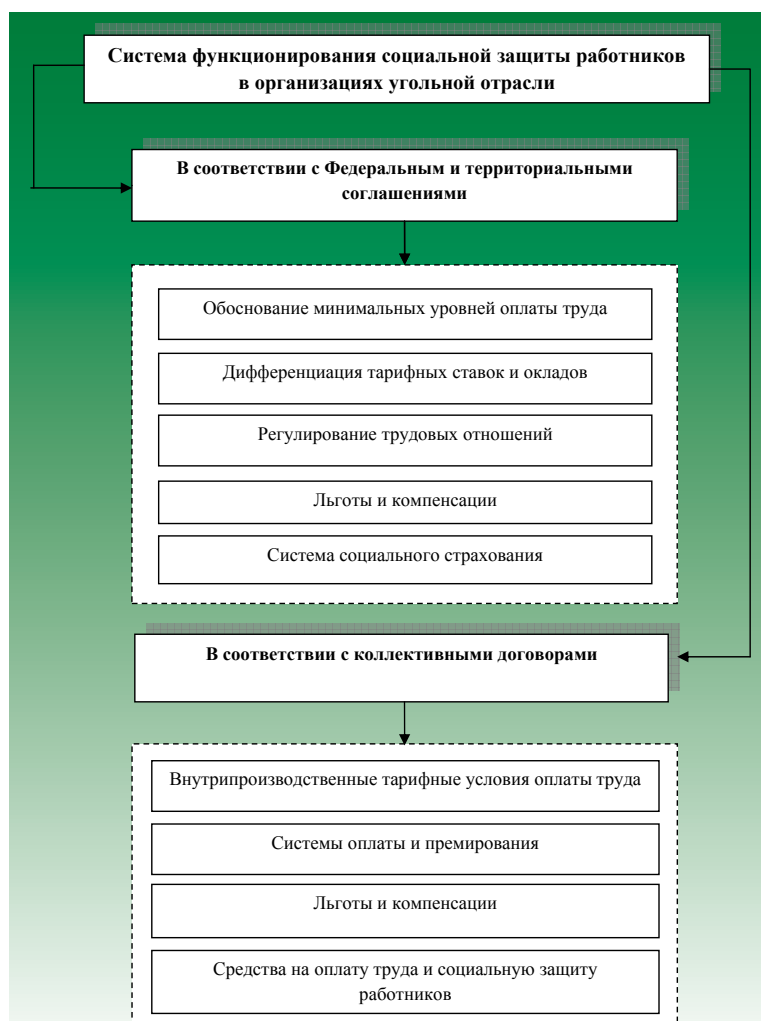 Система функционирования социальной защиты работников
в организациях угольной отрасли
В соответствии с Федеральным и территориальными
соглашениями
Обоснование минимальных уровней оплаты труда
Дифференциация тарифных ставок и окладов
Регулирование трудовых отношений
Льготы и компенсации
Система социального страхования
В соответствии с коллективными договорами
Внутрипроизводственные тарифные условия оплаты труда
Системы оплаты и премирования
Льготы и компенсации
Средства на оплату труда и социальную защиту
работников